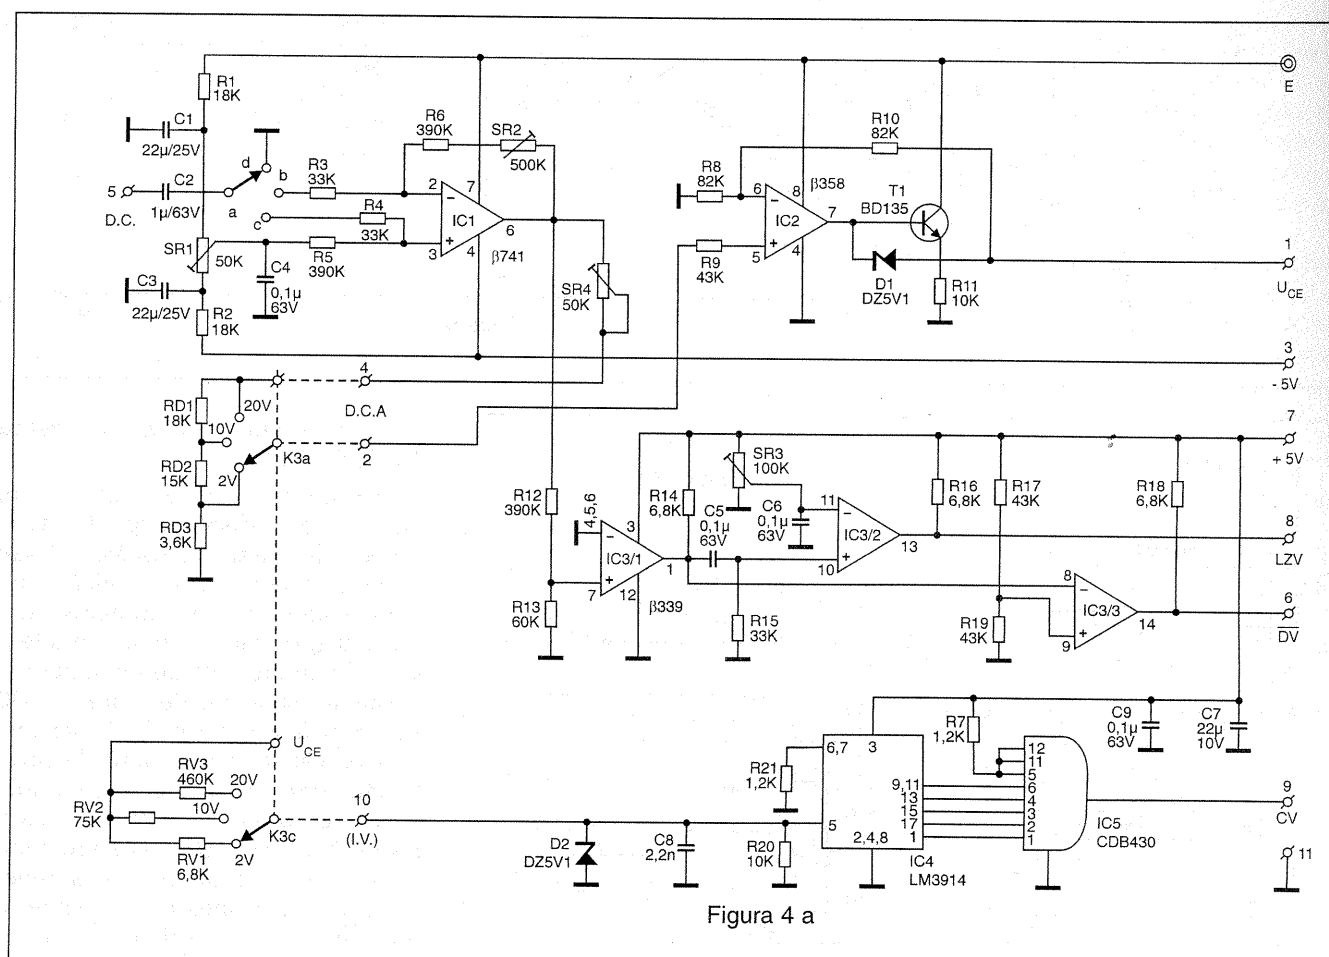 R1
18K
E
C1
22µ/25V
d
R6
390K
SR2
500K
R10
82K
5
D.C.
C2
1µ/63V
a
b
R3
33K
c
R4
33K
2
7
IC1
6
3
4
β741
R8
82K
6
8
β358
IC2
7
5
4
T1
BD135
SR1
50K
R5
390K
C4
0,1µ
63V
C3
22µ/25V
R2
18K
SR4
50K
R9
43K
D1
DZ5V1
R11
10K
1
UCE
3
- 5V
RD1
18K
20V
10V
4
D.C.A
2
K3a
RD2
15K
2V
RD3
3,6K
7
+ 5V
R12
390K
4,5,6
3
IC3/1
1
7
12
β339
R13
60K
R14
6,8K
C5
0,1µ
63V
SR3
100K
C6
0,1µ
63V
11
IC3/2
10
13
R15
33K
R16
6,8K
R17
43K
R18
6,8K
8
LZV
R19
43K
8
IC3/3
9
14
6
DV
UCE
RV3
460K
20V
10V
RV2
75K
RV1
6,8K
2V
K3c
10
(I.V.)
D2
DZ5V1
C8
2,2n
R20
10K
R21
1,2K
6,7
3
5
9,11
13
15
17
1
2,4,8
IC4
LM3914
R7
1,2K
12
11
5
6
4
3
2
1
IC5
CDB430
C9
0,1µ
63V
C7
22µ
10V
9
CV
11
Figura 4 a